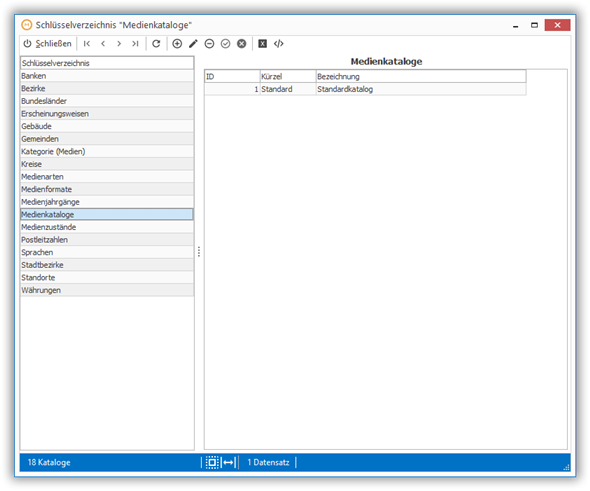 Schlüsselverzeichnis "Medienkataloge"
Schließen
Schlüsselverzeichnis
Banken
Bezirke
Bundesländer
Erscheinungsweisen
Gebäude
Gemeinden
Kategorie (Medien)
Kreise
Medienarten
Medienformate
Medienjahrgänge
Medienkataloge
Medienzustände
Postleitzahlen
Sprachen
Stadtbezirke
Standorte
Währungen
Medienkataloge
ID Kürzel Bezeichnung
1 Standard Standardkatalog
18 Kataloge
1 Datensatz